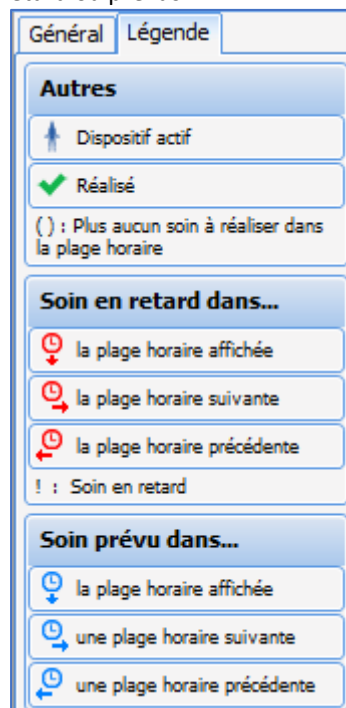 Général Légende
Autres
Dispositif actif
Réalisé
( ) : Plus aucun soin à réaliser dans
la plage horaire
Soin en retard dans...
la plage horaire affichée
la plage horaire suivante
la plage horaire précédente
! : Soin en retard
Soin prévu dans...
la plage horaire affichée
une plage horaire suivante
une plage horaire précédente